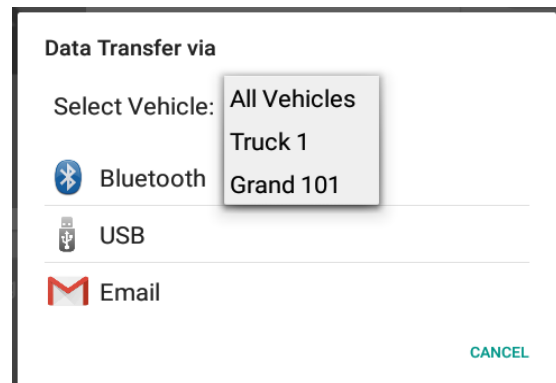 Data Transfer via
Select Vehicle:
All Vehicles
Truck 1
Grand 101
Bluetooth
USB
Email
CANCEL